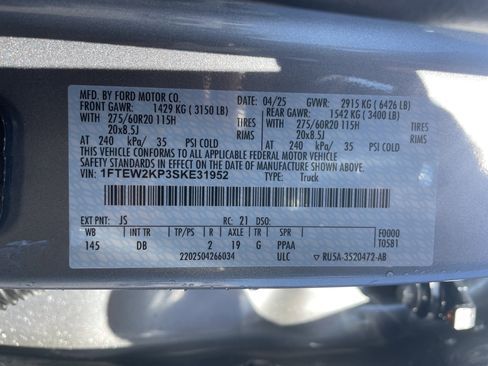 MFD. BY FORD MOTOR CO.
DATE: 04/25 GVWR: 2915 KG ( 6426 LB)
FRONT GAWR: 1429 KG ( 3150 LB) REAR GAWR: 1542 KG ( 3400 LB)
WITH 275/60R20 115H WITH 275/60R20 115H
20x8.5J 20x8.5J
AT 240 kPa/ 35 PSI COLD AT 240 kPa/ 35 PSI COLD
THIS VEHICLE CONFORMS TO ALL APPLICABLE FEDERAL MOTOR VEHICLE
SAFETY STANDARDS IN EFFECT ON THE DATE OF MANUFACTURE SHOWN ABOVE.
VIN: 1FTEW2KP3SKE31952 TYPE: Truck
EXT PNT: JS RC: 21 DSO: F0000
WB INT TR TP/PS R AXLE TR SPR T0581
145 DB 2 19 G PPAA
2202504266034 ULC ▽ RU5A-3520472-AB